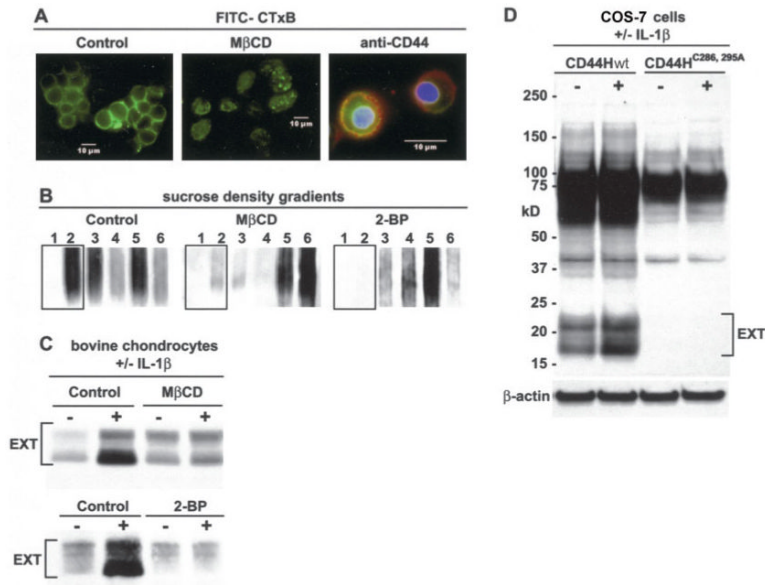 A
FITC- CTxB
Control MβCD anti-CD44
10 μm 10 μm 10 μm
B
sucrose density gradients
Control MβCD 2-BP
1 2 3 4 5 6 1 2 3 4 5 6 1 2 3 4 5 6
C
bovine chondrocytes
+/- IL-1β
Control MβCD
- + - +
EXT
Control 2-BP
- + - +
EXT
D
COS-7 cells
+/- IL-1β
CD44Hwt CD44H^C286, 295A
- + - +
250
150
100
75
kD
50
37
25
20
15
EXT
β-actin